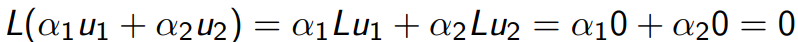 L(α₁u₁ + α₂u₂) = α₁Lu₁ + α₂Lu₂ = α₁0 + α₂0 = 0